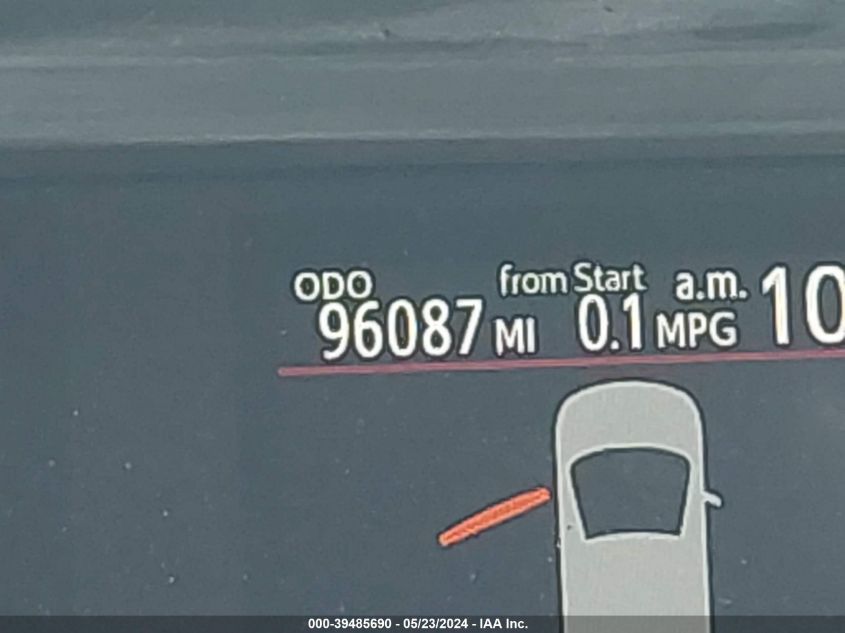 ODO from Start a.m. 10
96087 MI 0.1 MPG
000-39485690 - 05/23/2024 - IAA Inc.